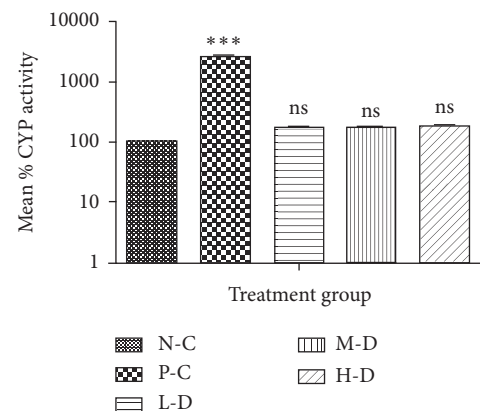 10000
1000
100
10
1
Mean % CYP activity
***
ns
ns
ns
Treatment group
N-C
P-C
L-D
M-D
H-D